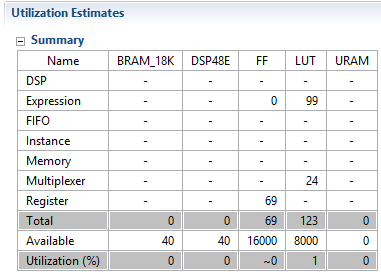 Utilization Estimates
Summary
Name BRAM_18K DSP48E FF LUT URAM
DSP - - - - -
Expression - - 0 99 -
FIFO - - - - -
Instance - - - - -
Memory - - - - -
Multiplexer - - - 24 -
Register - - 69 - -
Total 0 0 69 123 0
Available 40 40 16000 8000 0
Utilization (%) 0 0 ~0 1 0